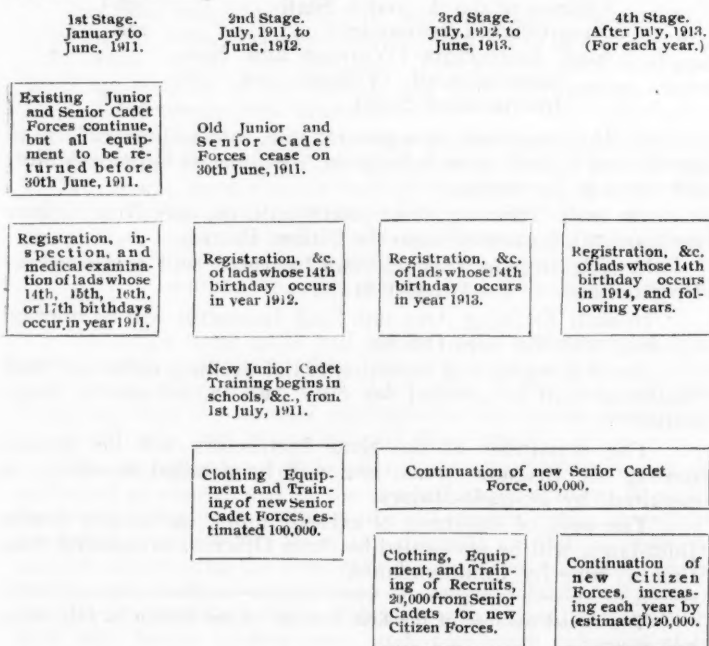 1st Stage.
January to
June, 1911.
2nd Stage.
July, 1911, to
June, 1912.
3rd Stage.
July, 1912, to
June, 1913.
4th Stage.
After July, 1913.
(For each year.)
Existing Junior
and Senior Cadet
Forces continue,
but all equip-
ment to be re-
turned before
30th June, 1911.
Old Junior and
Senior Cadet
Forces cease on
30th June, 1911.
Registration, in-
spection, and
medical examina-
tion of lads whose
14th, 15th, 16th,
or 17th birthdays
occur in year 1911.
Registration, &c.
of lads whose 14th
birthday occurs
in year 1912.
Registration, &c.
of lads whose 14th
birthday occurs
in year 1913.
Registration, &c.
of lads whose 14th
birthday occurs
in 1914, and fol-
lowing years.
New Junior Cadet
Training begins in
schools, &c., from
1st July, 1911.
Clothing Equip-
ment and Train-
ing of new Senior
Cadet Forces, es-
timated 100,000.
Continuation of new Senior Cadet
Force, 100,000.
Clothing, Equip-
ment, and Train-
ing of Recruits,
20,000 from Senior
Cadets for new
Citizen Forces.
Continuation of
new Citizen
Forces, increas-
ing each year by
(estimated) 20,000.